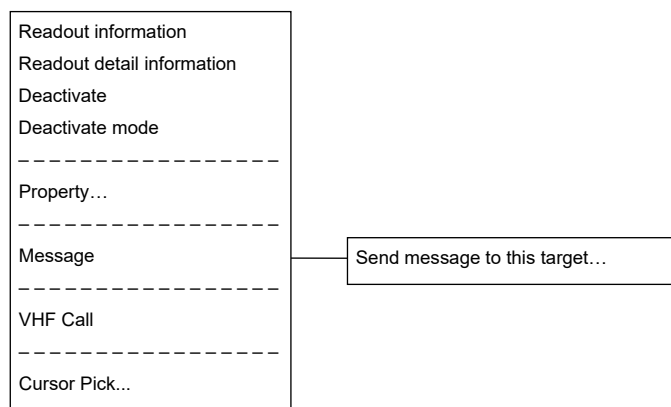 Readout information
Readout detail information
Deactivate
Deactivate mode
Property…
Message
Send message to this target…
VHF Call
Cursor Pick...